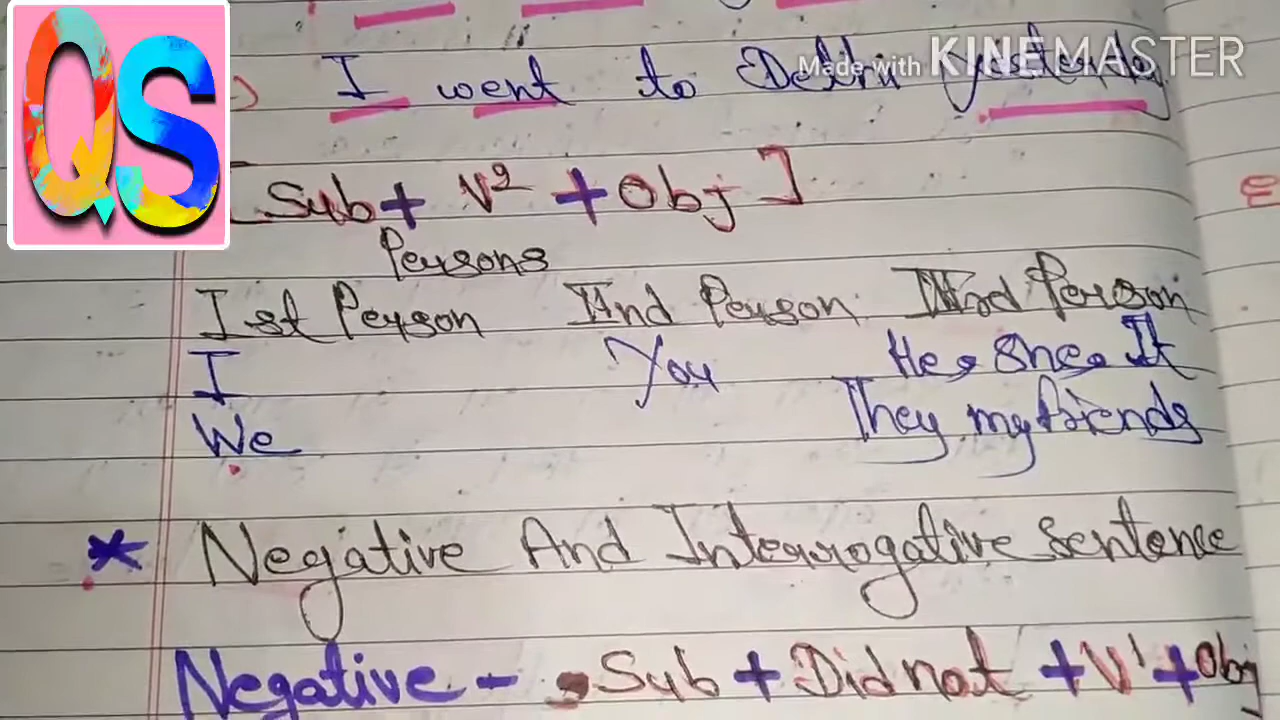 QS
Made with KINEMASTER
I went to Delhi yesterday
[Sub + V² + Obj]
Persons
Ist Person IInd Person IIIrd Person
I You He, She, It
We They my friends
* Negative And Interrogative Sentence
Negative - Sub + Did not + V¹ + Obj